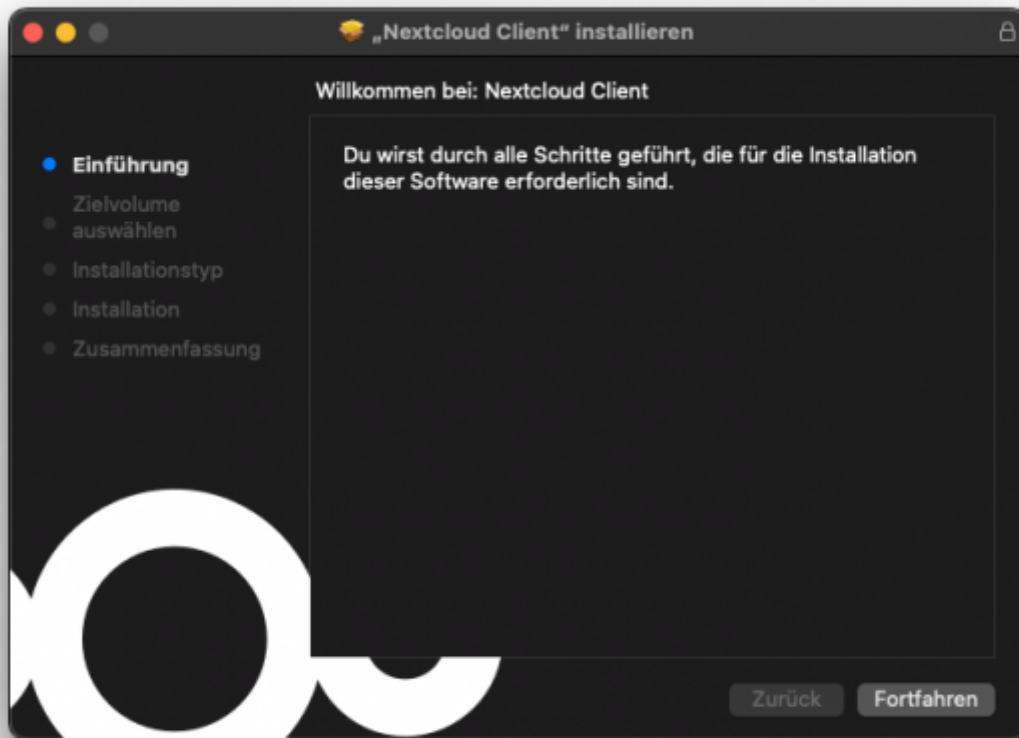 „Nextcloud Client“ installieren
Willkommen bei: Nextcloud Client
Einführung
Zielvolume
auswählen
Installationstyp
Installation
Zusammenfassung
Du wirst durch alle Schritte geführt, die für die Installation
dieser Software erforderlich sind.
Zurück
Fortfahren